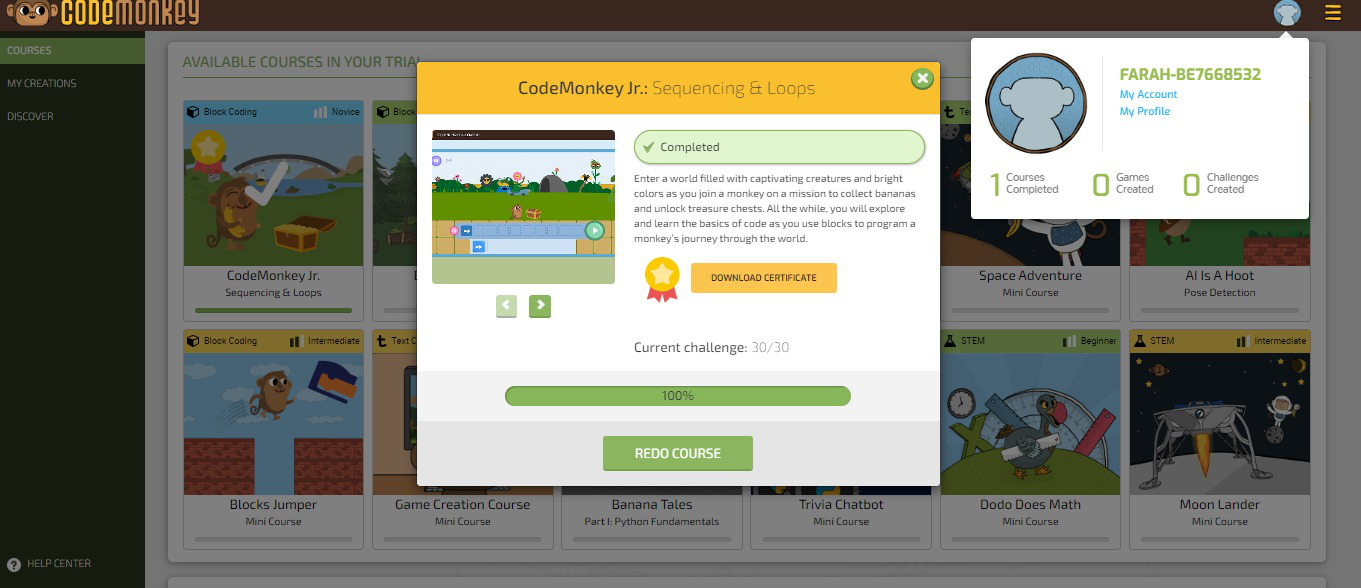 CODEMONKEY
COURSES
MY CREATIONS
DISCOVER
HELP CENTER
AVAILABLE COURSES IN YOUR TRIAL
Block Coding Novice
CodeMonkey Jr.
Sequencing & Loops
Space Adventure
Mini Course
AI Is A Hoot
Pose Detection
Block Coding Intermediate
Blocks Jumper
Mini Course
Game Creation Course
Mini Course
Banana Tales
Part I: Python Fundamentals
Trivia Chatbot
Mini Course
STEM Beginner
Dodo Does Math
Mini Course
STEM Intermediate
Moon Lander
Mini Course
CodeMonkey Jr.: Sequencing & Loops
Completed
Enter a world filled with captivating creatures and bright
colors as you join a monkey on a mission to collect bananas
and unlock treasure chests. All the while, you will explore
and learn the basics of code as you use blocks to program a
monkey's journey through the world.
DOWNLOAD CERTIFICATE
Current challenge: 30/30
100%
REDO COURSE
FARAH-BE7668532
My Account
My Profile
1 Courses Completed
0 Games Created
0 Challenges Created